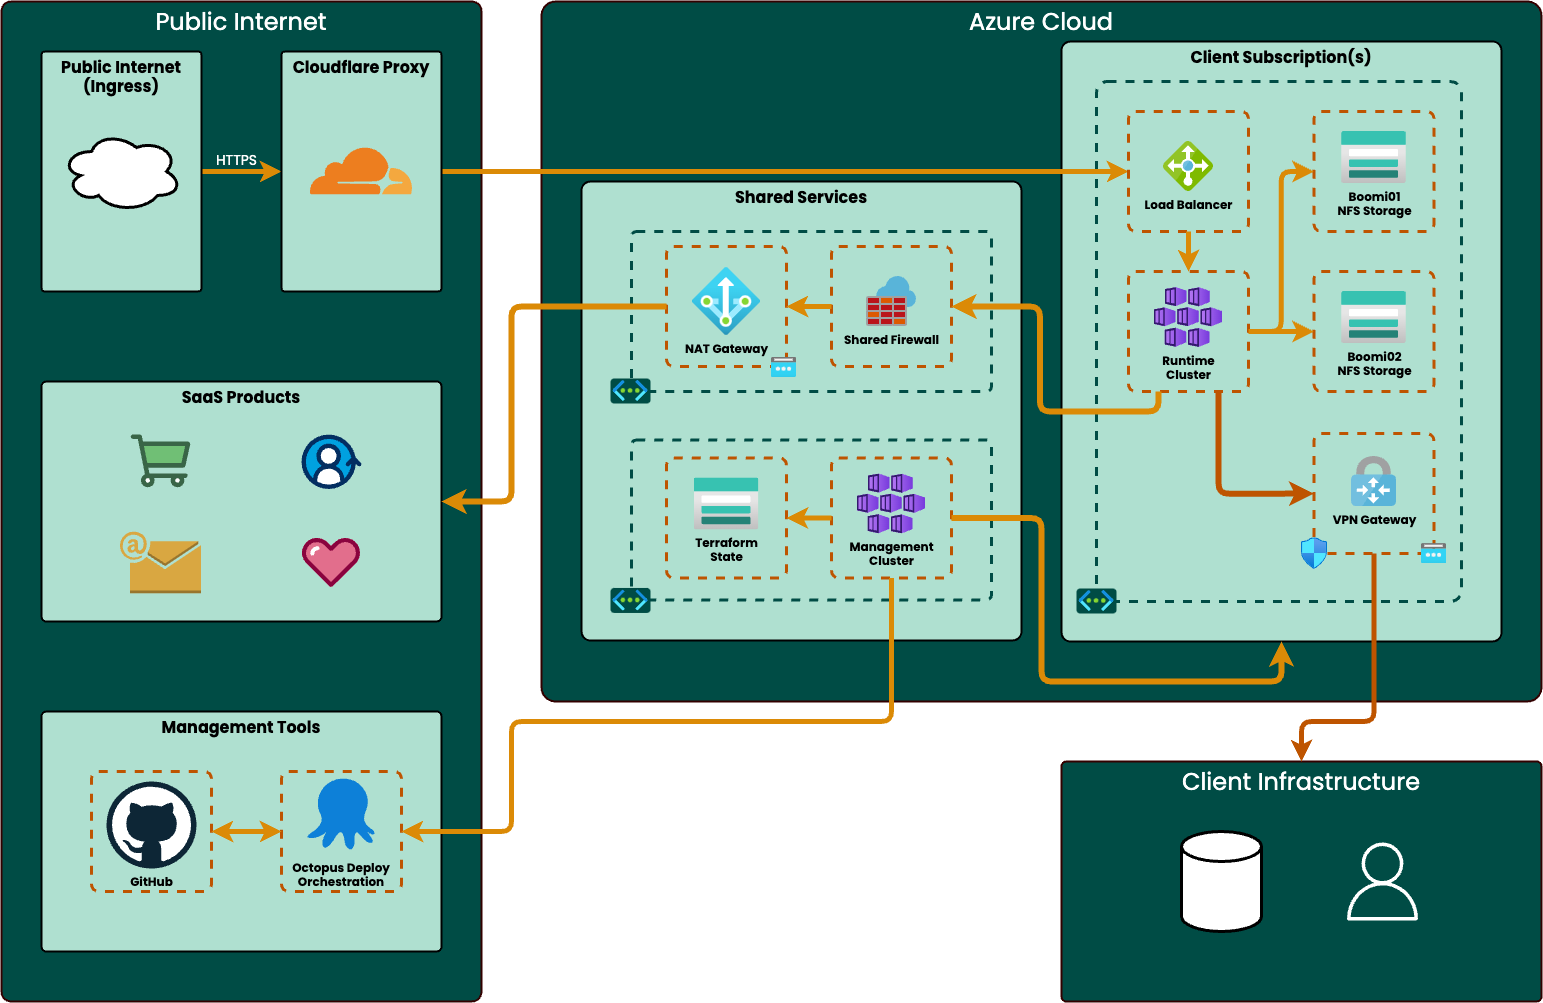 Public Internet
Public Internet
(Ingress)
HTTPS
Cloudflare Proxy
SaaS Products
@
Management Tools
GitHub
Octopus Deploy
Orchestration
Azure Cloud
Shared Services
NAT Gateway
Shared Firewall
Terraform
State
Management
Cluster
Client Subscription(s)
Load Balancer
Boomi01
NFS Storage
Runtime
Cluster
Boomi02
NFS Storage
VPN Gateway
Client Infrastructure